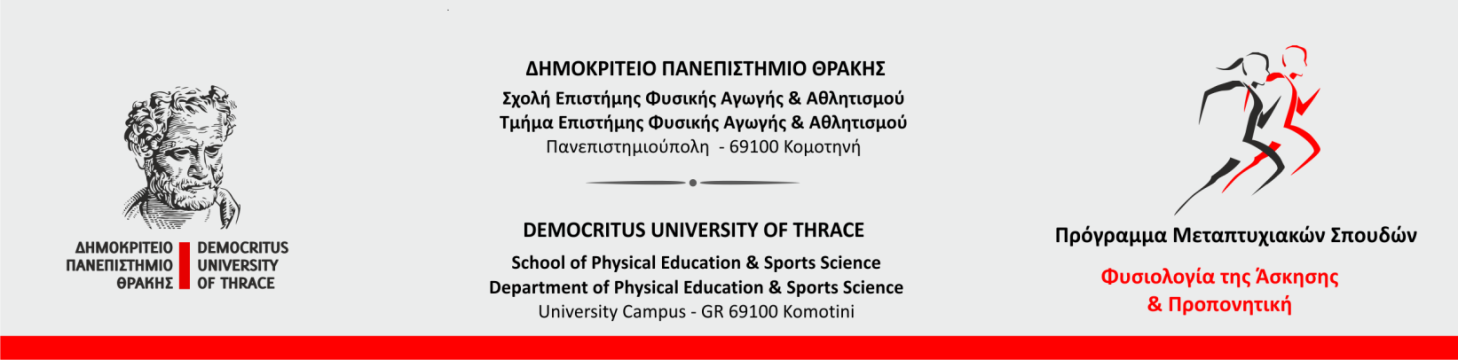 ΔΗΜΟΚΡΙΤΕΙΟ
ΠΑΝΕΠΙΣΤΗΜΙΟ
ΘΡΑΚΗΣ
DEMOCRITUS
UNIVERSITY
OF THRACE
ΔΗΜΟΚΡΙΤΕΙΟ ΠΑΝΕΠΙΣΤΗΜΙΟ ΘΡΑΚΗΣ
Σχολή Επιστήμης Φυσικής Αγωγής & Αθλητισμού
Τμήμα Επιστήμης Φυσικής Αγωγής & Αθλητισμού
Πανεπιστημιούπολη - 69100 Κομοτηνή
DEMOCRITUS UNIVERSITY OF THRACE
School of Physical Education & Sports Science
Department of Physical Education & Sports Science
University Campus - GR 69100 Komotini
Πρόγραμμα Μεταπτυχιακών Σπουδών
Φυσιολογία της Άσκησης
& Προπονητική